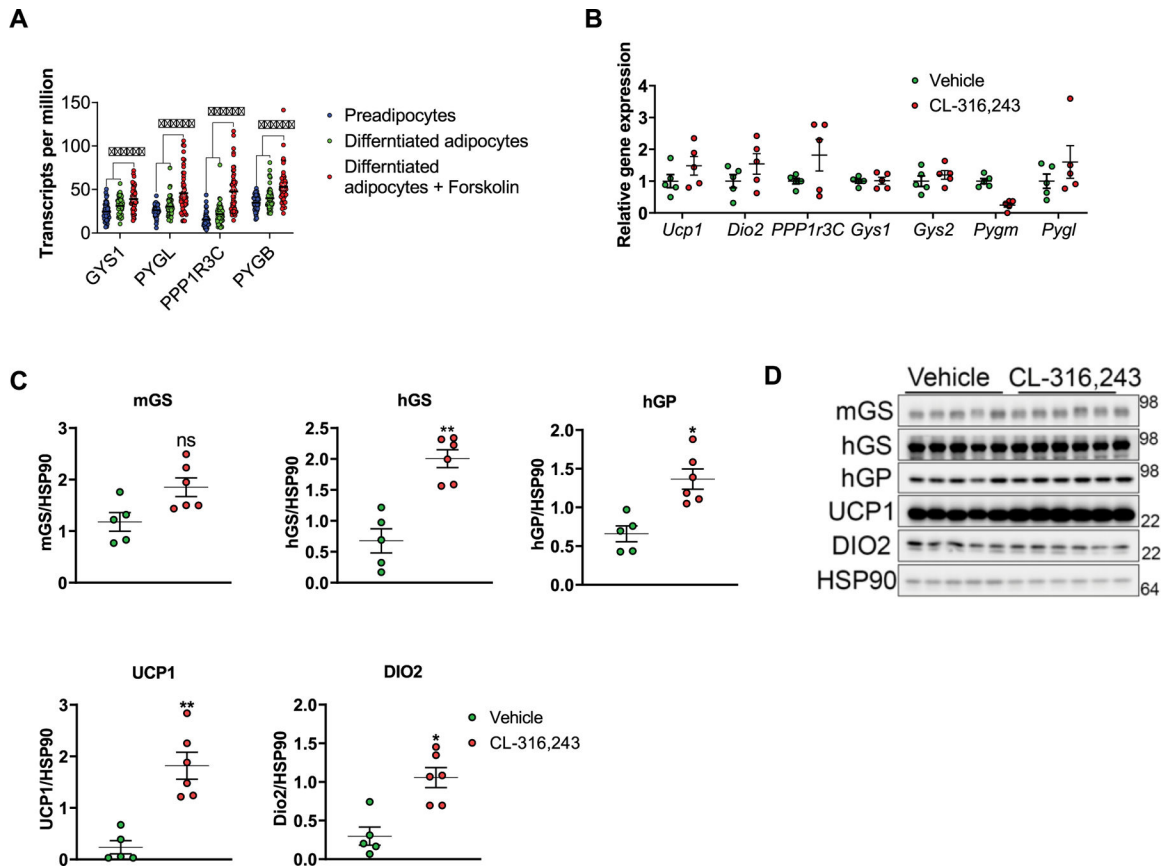 A
Transcripts per million
150
100
50
0
GYS1
PYGL
PPP1R3C
PYGB
Preadipocytes
Differntiated adipocytes
Differntiated
adipocytes + Forskolin
B
Relative gene expression
4
3
2
1
0
Ucp1
Dio2
PPP1r3C
Gys1
Gys2
Pygm
Pygl
Vehicle
CL-316,243
C
mGS
mGS/HSP90
3
2
1
0
ns
hGS
hGS/HSP90
2.5
2.0
1.5
1.0
0.5
0.0
**
hGP
hGP/HSP90
2.0
1.5
1.0
0.5
0.0
*
D
Vehicle
CL-316,243
mGS
98
hGS
98
hGP
98
UCP1
22
DIO2
22
HSP90
64
UCP1
UCP1/HSP90
3
2
1
0
**
DIO2
Dio2/HSP90
2.0
1.5
1.0
0.5
0.0
*
Vehicle
CL-316,243